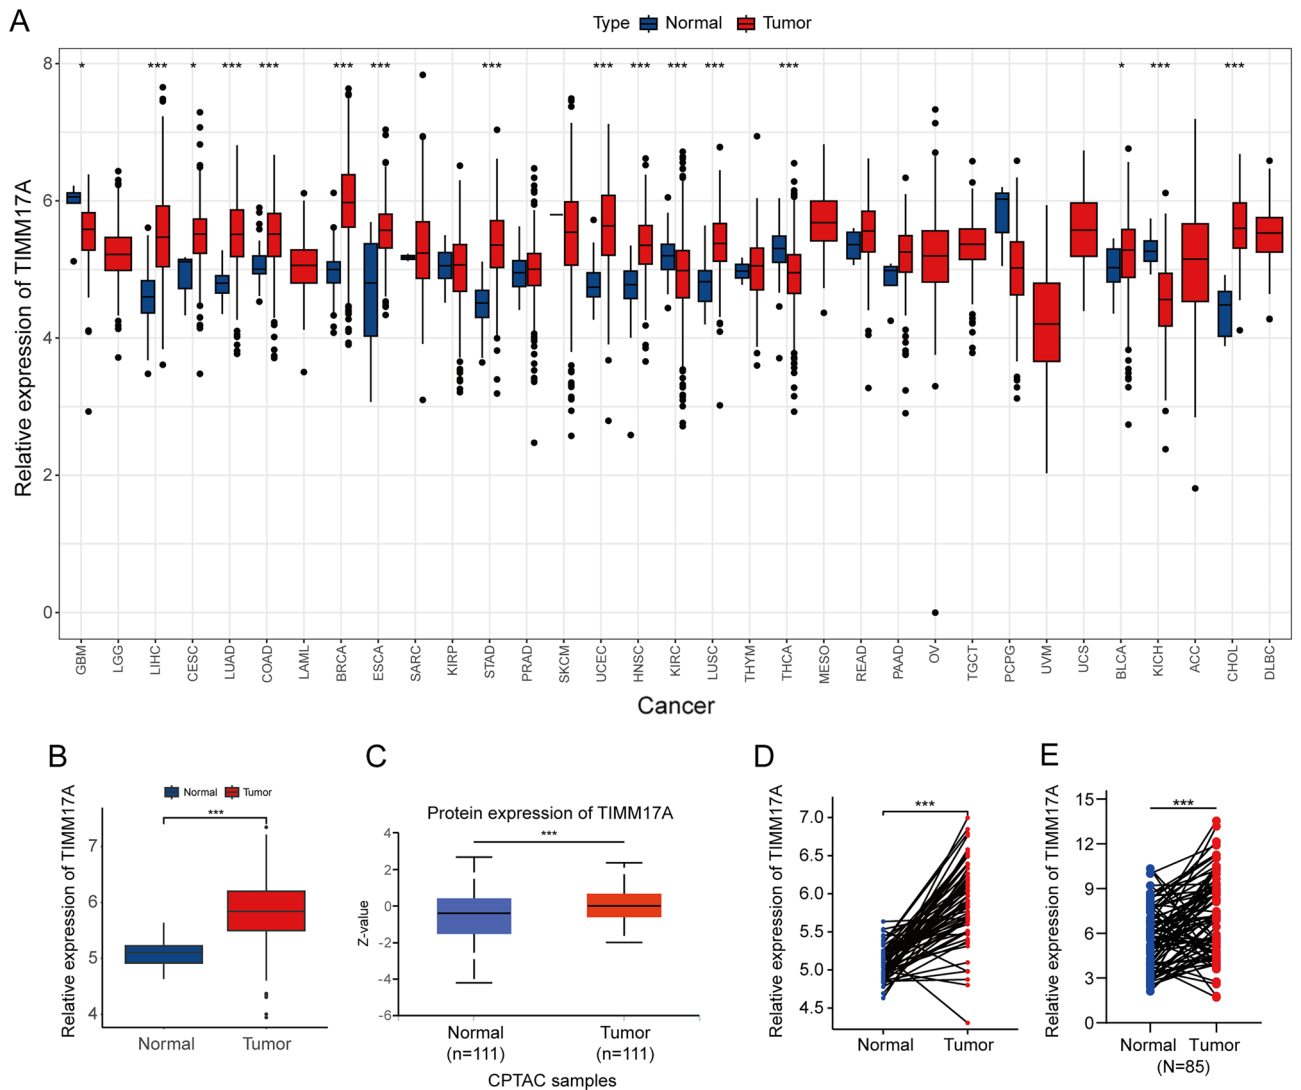 A
Type Normal Tumor
Relative expression of TIMM17A
8
6
4
2
0
* *** * *** *** *** *** *** *** *** *** *** *** * *** ***
GBM LGG LIHC CESC LUAD COAD LAML BRCA ESCA SARC KIRP STAD PRAD SKCM UCEC HNSC KIRC LUSC THYM THCA MESO READ PAAD OV TGCT PCPG UVM UCS BLCA KICH ACC CHOL DLBC
Cancer
B
Normal Tumor
***
Relative expression of TIMM17A
7
6
5
4
Normal Tumor
C
Protein expression of TIMM17A
***
Z-value
4
2
0
-2
-4
-6
Normal Tumor
(n=111) (n=111)
CPTAC samples
D
***
Relative expression of TIMM17A
7.0
6.5
6.0
5.5
5.0
4.5
Normal Tumor
E
***
Relative expression of TIMM17A
15
12
9
6
3
0
Normal Tumor
(N=85)